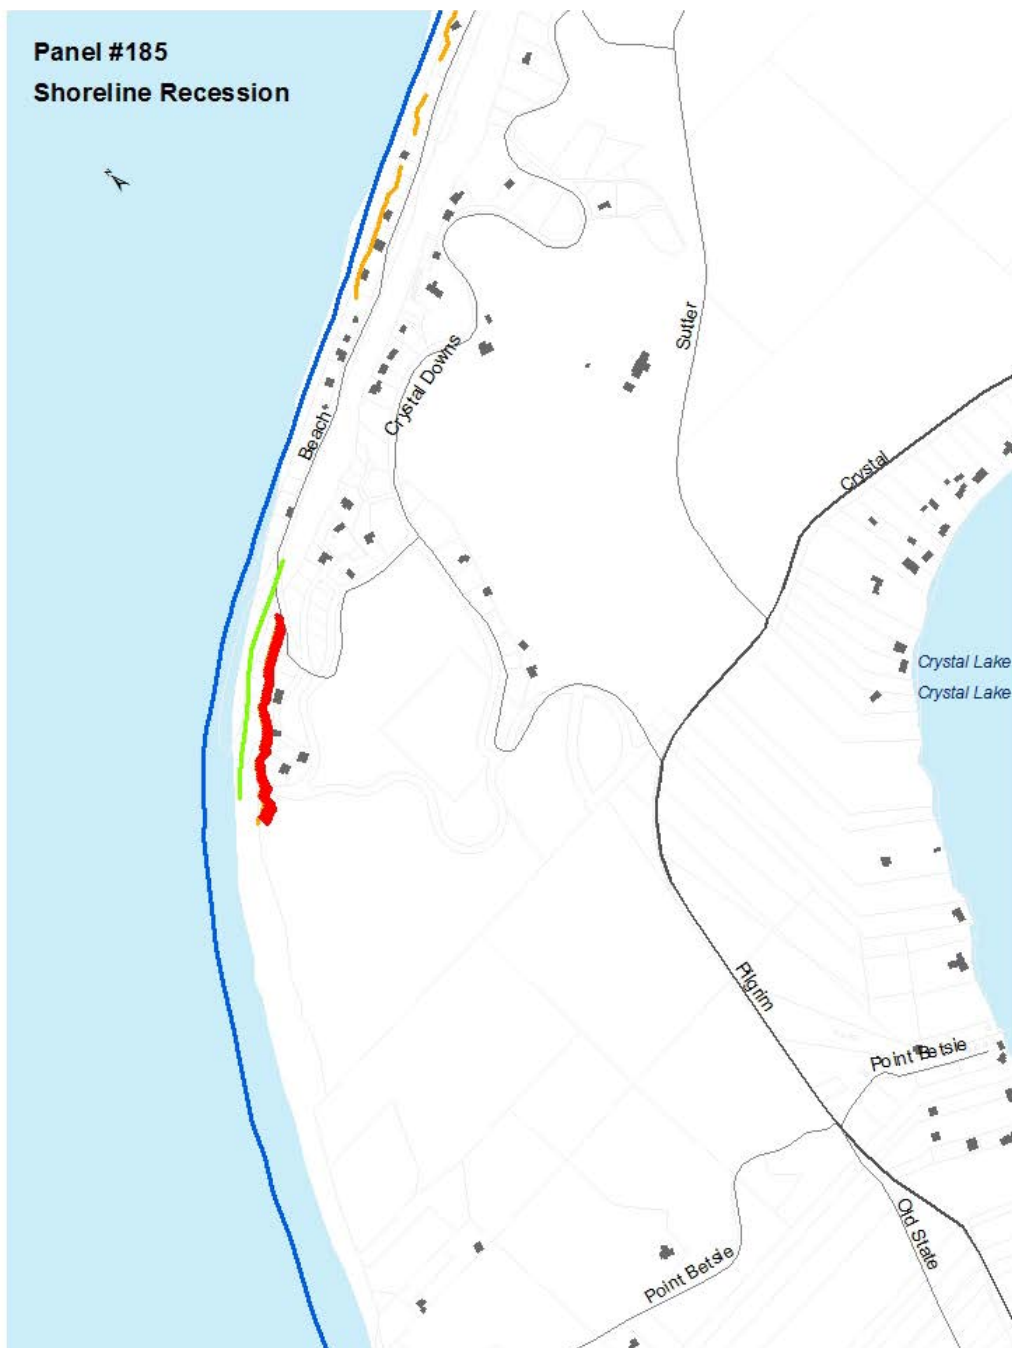 Panel #185
Shoreline Recession
N
Sutter
Crystal Downs
Beach
Crystal
Crystal Lake
Crystal Lake
Pilgrim
Point Betsie
Old State
Point Betsie